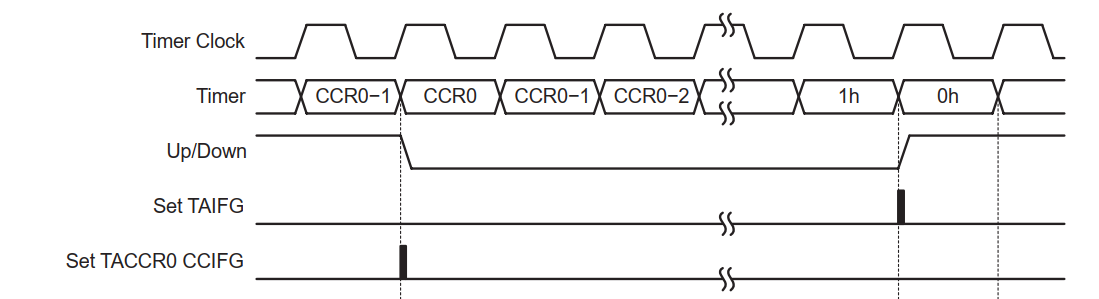 Timer Clock
Timer CCR0−1 CCR0 CCR0−1 CCR0−2 1h 0h
Up/Down
Set TAIFG
Set TACCR0 CCIFG